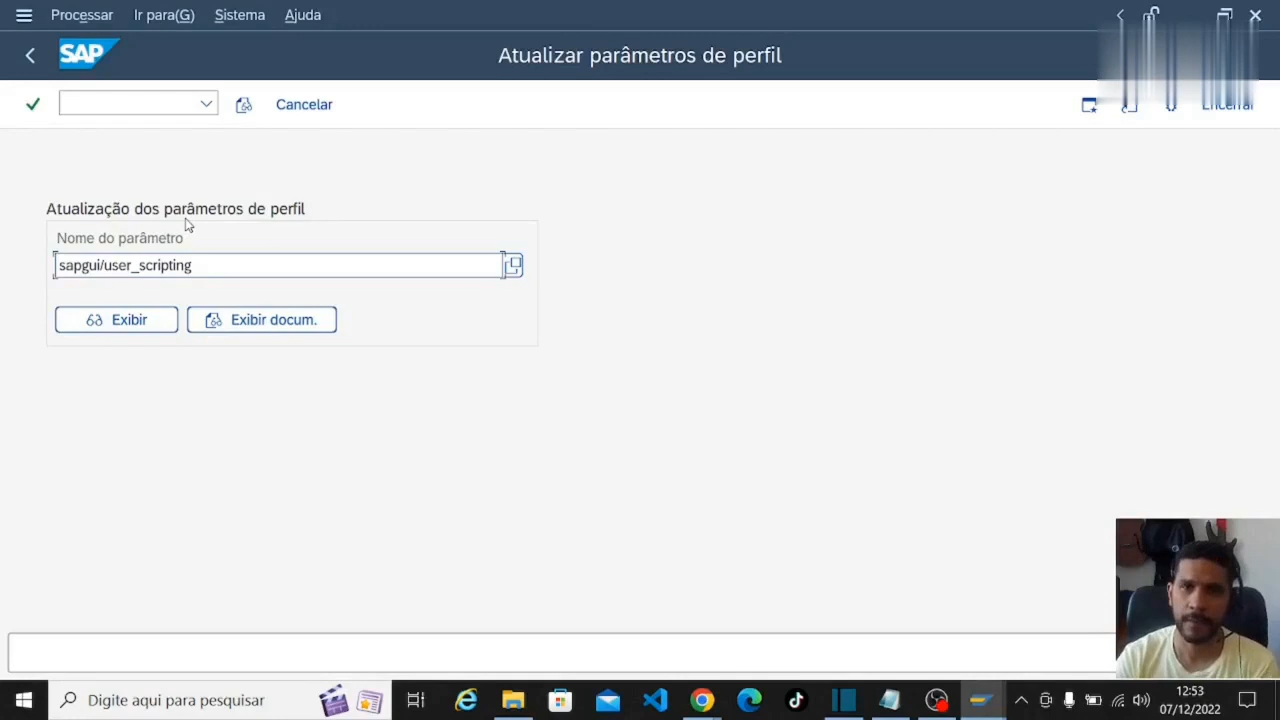 Processar Ir para(G) Sistema Ajuda
SAP Atualizar parâmetros de perfil
Cancelar Encerrar
Atualização dos parâmetros de perfil
Nome do parâmetro
sapgui/user_scripting
Exibir Exibir docum.
Digite aqui para pesquisar
12:53
07/12/2022